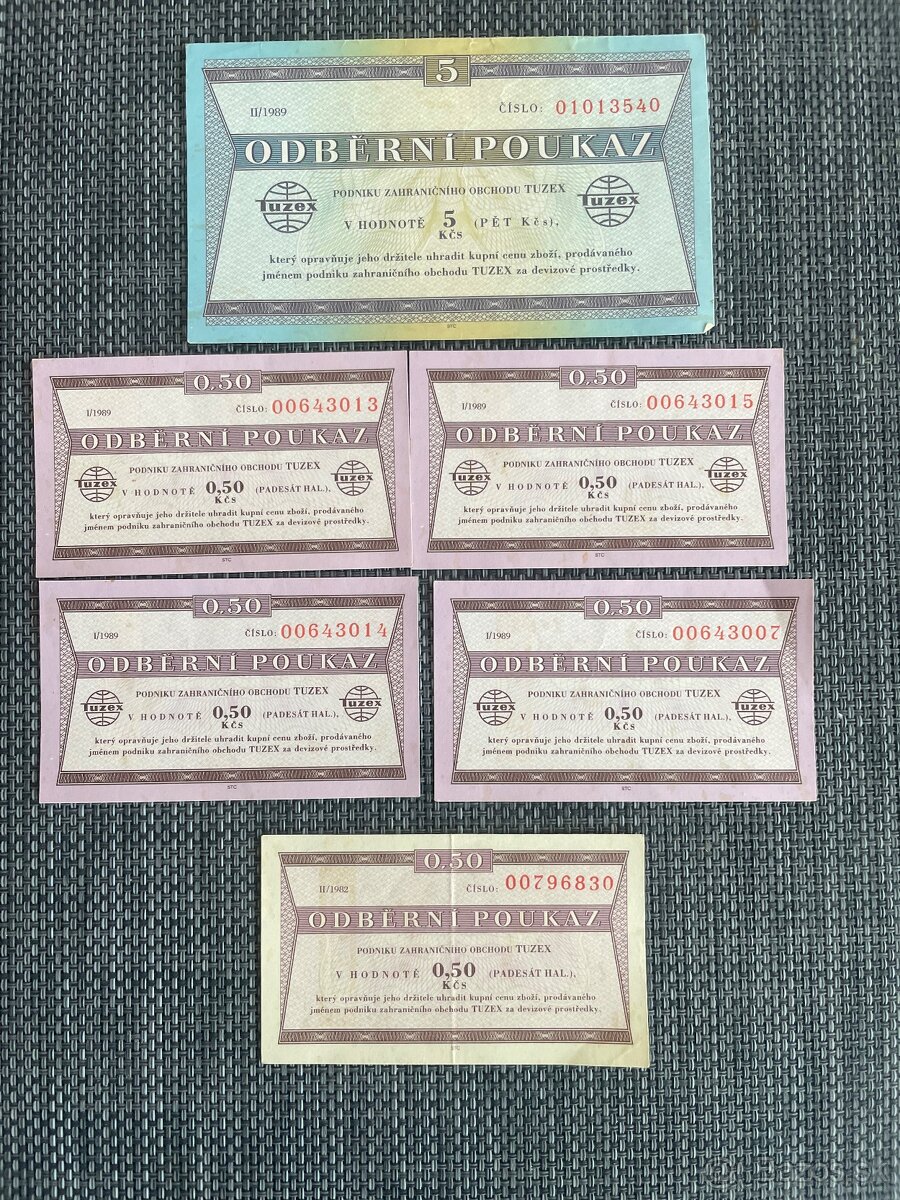 5
II/1989
ČÍSLO: 01013540
ODBĚRNÍ POUKAZ
PODNIKU ZAHRANIČNÍHO OBCHODU TUZEX
Tuzex
Tuzex
V HODNOTĚ 5 KČS (PĚT Kčs),
který opravňuje jeho držitele uhradit kupní cenu zboží, prodávaného
jménem podniku zahraničního obchodu TUZEX za devizové prostředky.
STC
0,50
I/1989
ČÍSLO: 00643013
ODBĚRNÍ POUKAZ
PODNIKU ZAHRANIČNÍHO OBCHODU TUZEX
Tuzex
Tuzex
V HODNOTĚ 0,50 KČS (PADESÁT HAL.),
který opravňuje jeho držitele uhradit kupní cenu zboží, prodávaného
jménem podniku zahraničního obchodu TUZEX za devizové prostředky.
STC
0,50
I/1989
ČÍSLO: 00643015
ODBĚRNÍ POUKAZ
PODNIKU ZAHRANIČNÍHO OBCHODU TUZEX
Tuzex
Tuzex
V HODNOTĚ 0,50 KČS (PADESÁT HAL.),
který opravňuje jeho držitele uhradit kupní cenu zboží, prodávaného
jménem podniku zahraničního obchodu TUZEX za devizové prostředky.
STC
0,50
I/1989
ČÍSLO: 00643014
ODBĚRNÍ POUKAZ
PODNIKU ZAHRANIČNÍHO OBCHODU TUZEX
Tuzex
Tuzex
V HODNOTĚ 0,50 KČS (PADESÁT HAL.),
který opravňuje jeho držitele uhradit kupní cenu zboží, prodávaného
jménem podniku zahraničního obchodu TUZEX za devizové prostředky.
STC
0,50
I/1989
ČÍSLO: 00643007
ODBĚRNÍ POUKAZ
PODNIKU ZAHRANIČNÍHO OBCHODU TUZEX
Tuzex
Tuzex
V HODNOTĚ 0,50 KČS (PADESÁT HAL.),
který opravňuje jeho držitele uhradit kupní cenu zboží, prodávaného
jménem podniku zahraničního obchodu TUZEX za devizové prostředky.
STC
0,50
II/1982
ČÍSLO: 00796830
ODBĚRNÍ POUKAZ
PODNIKU ZAHRANIČNÍHO OBCHODU TUZEX
V HODNOTĚ 0,50 KČS (PADESÁT HAL.),
který opravňuje jeho držitele uhradit kupní cenu zboží, prodávaného
jménem podniku zahraničního obchodu TUZEX za devizové prostředky.
STC